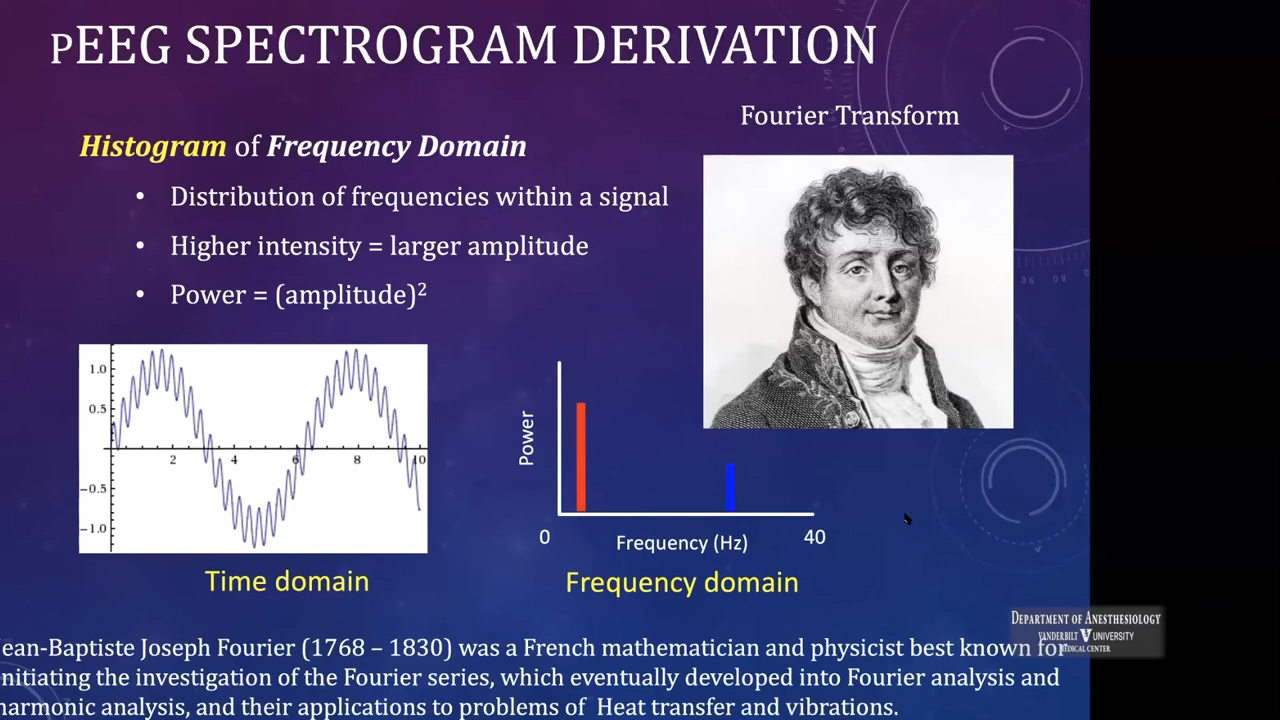 PEEG SPECTROGRAM DERIVATION
Fourier Transform
Histogram of Frequency Domain
• Distribution of frequencies within a signal
• Higher intensity = larger amplitude
• Power = (amplitude)²
1.0
0.5
−0.5
−1.0
2
4
6
8
10
Power
0
Frequency (Hz)
40
Time domain
Frequency domain
DEPARTMENT OF ANESTHESIOLOGY
VANDERBILT UNIVERSITY
MEDICAL CENTER
ean-Baptiste Joseph Fourier (1768 – 1830) was a French mathematician and physicist best known for
nitiating the investigation of the Fourier series, which eventually developed into Fourier analysis and
harmonic analysis, and their applications to problems of Heat transfer and vibrations.